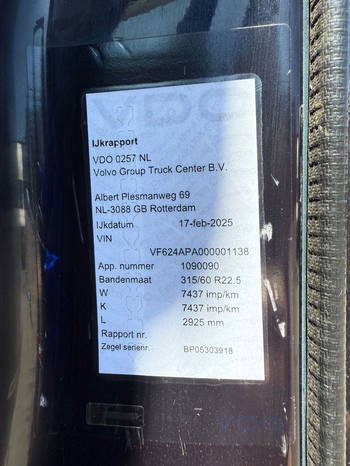 VDO
IJkrapport
VDO 0257 NL
Volvo Group Truck Center B.V.
Albert Plesmanweg 69
NL-3088 GB Rotterdam
IJkdatum 17-feb-2025
VIN
VF624APA000001138
App. nummer 1090090
Bandenmaat 315/60 R22.5
W 7437 imp/km
K 7437 imp/km
L 2925 mm
Rapport nr.
Zegel serienr. BP05303918
VDO